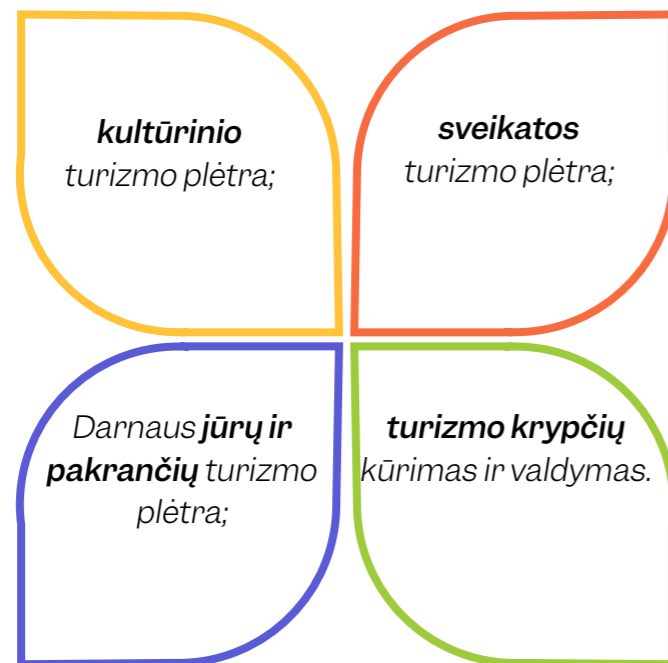 kultūrinio
turizmo plėtra;
sveikatos
turizmo plėtra;
Darnaus jūrų ir
pakrančių turizmo
plėtra;
turizmo krypčių
kūrimas ir valdymas.